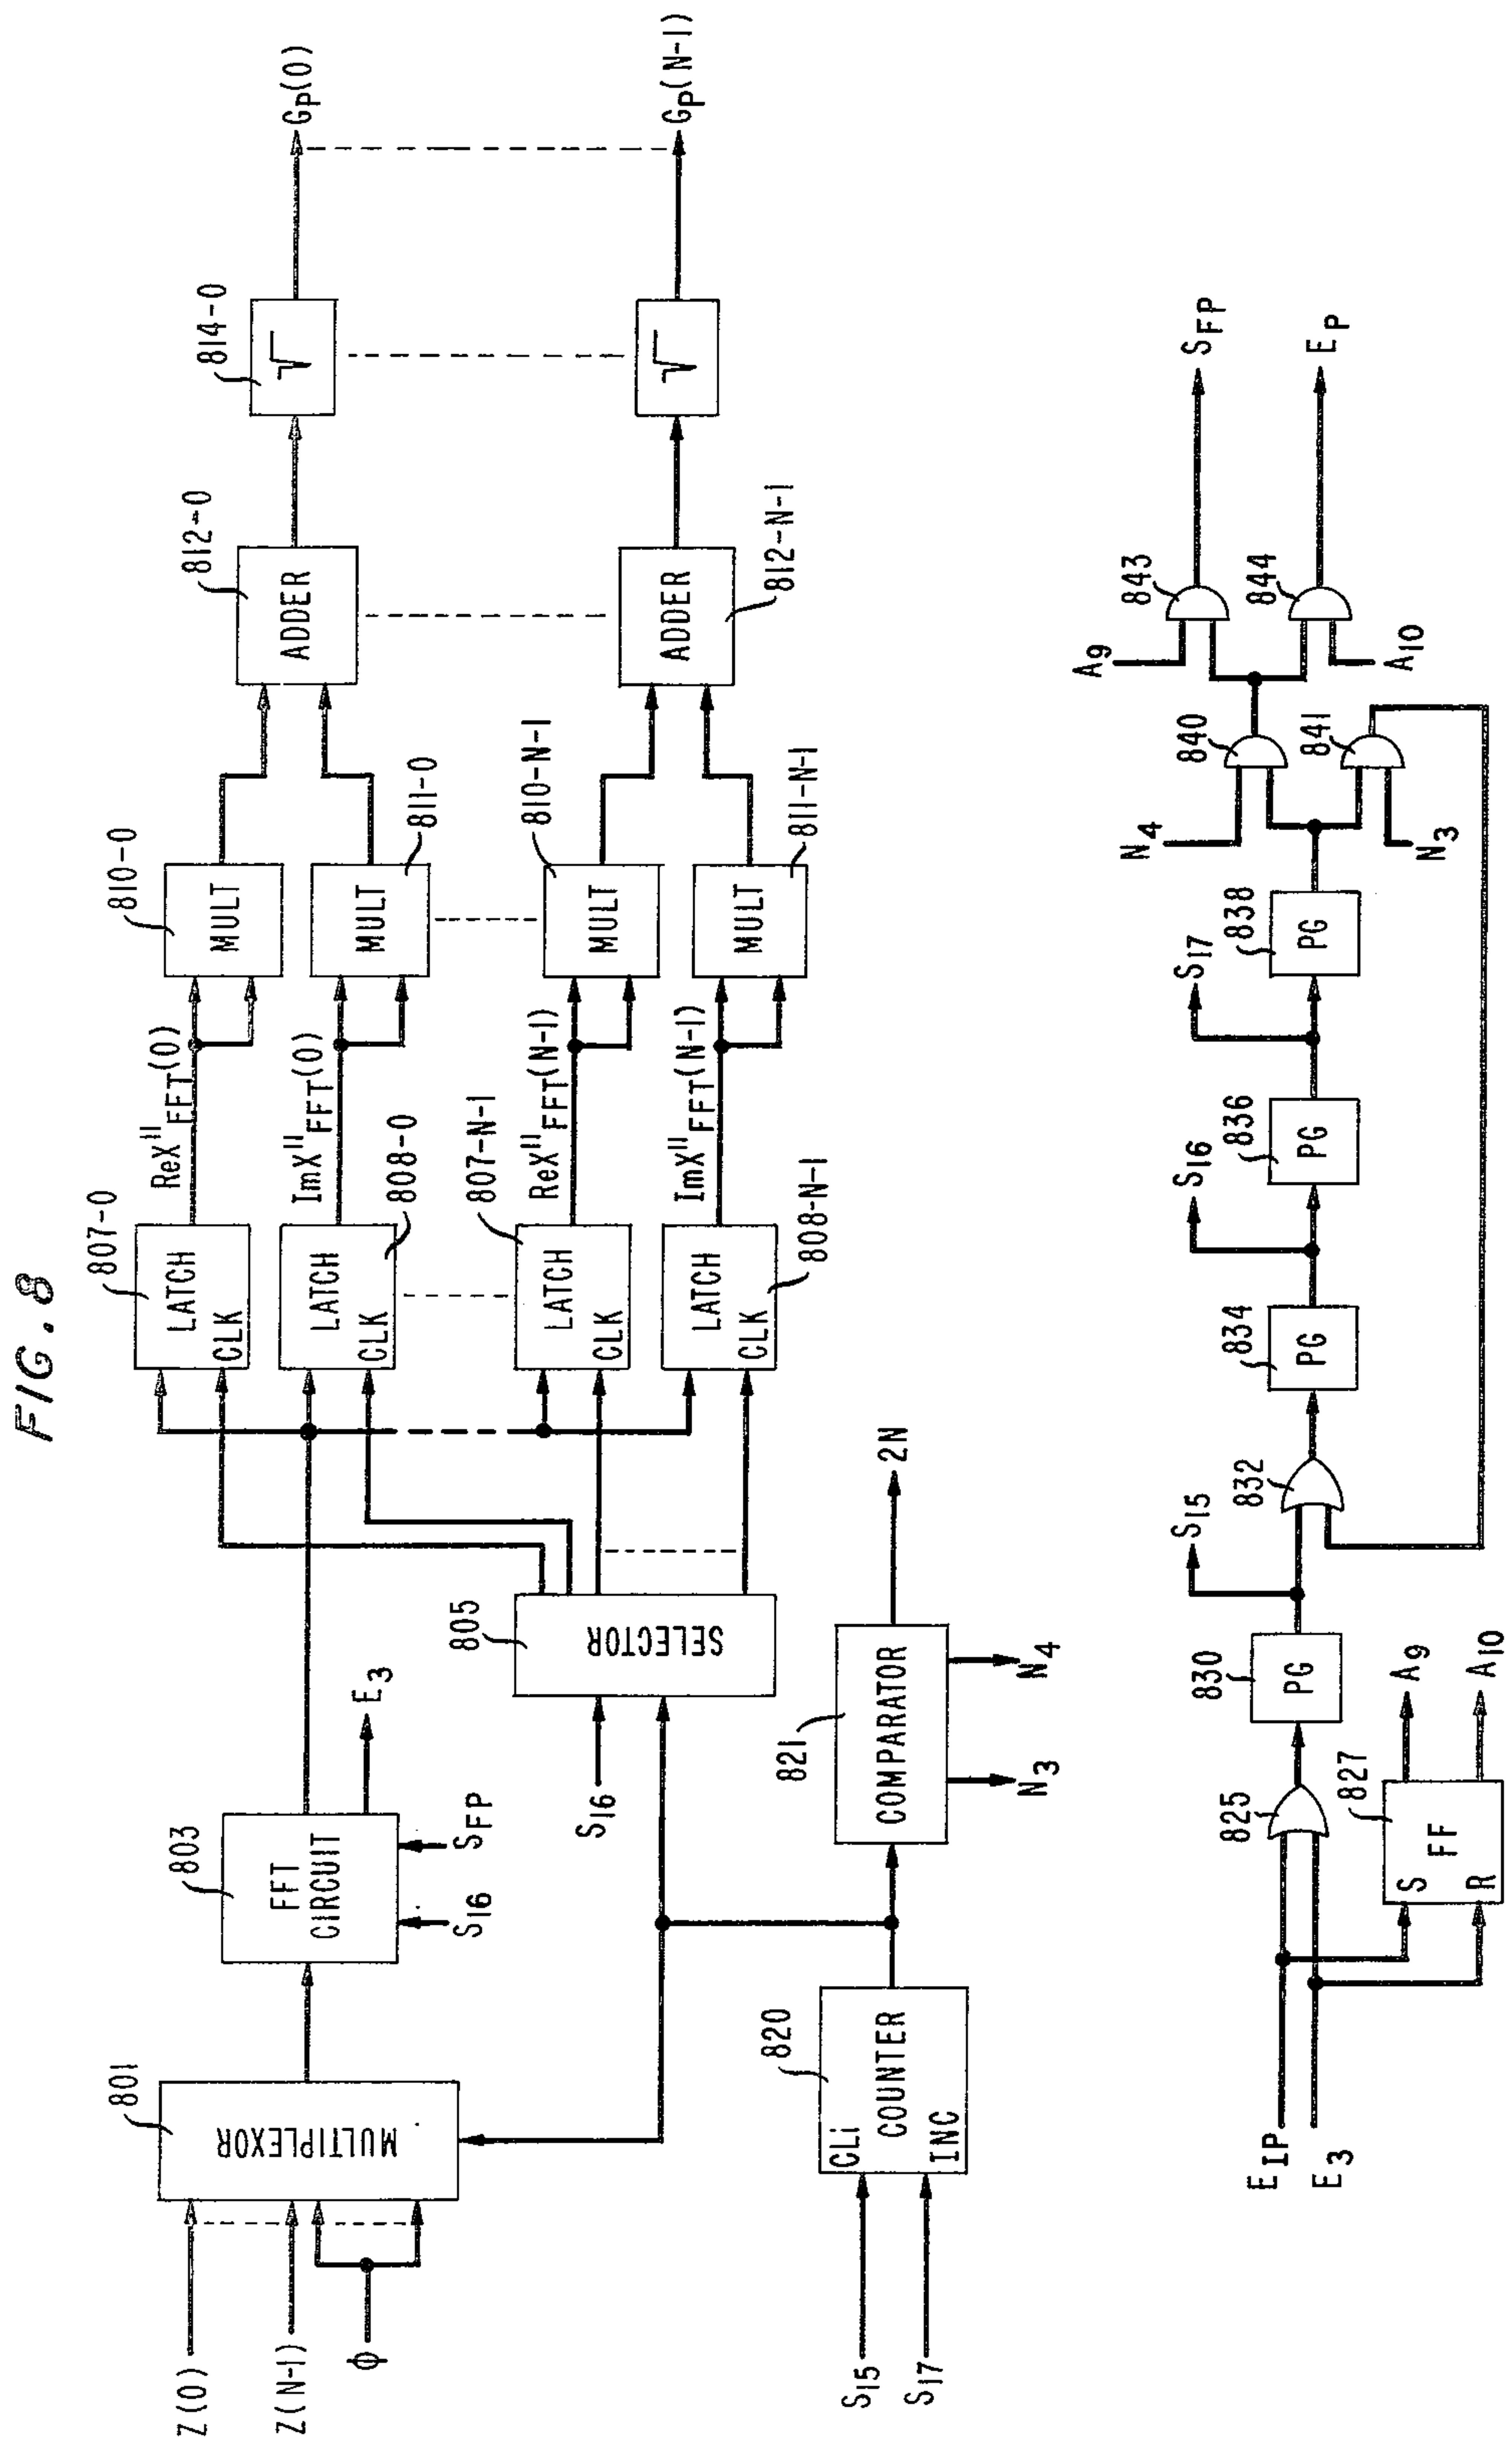 FIG. 8
Z(0)
Z(N-1)
ϕ
801
MULTIPLEXOR
803
FFT
CIRCUIT
S16
SFP
E3
805
SELECTOR
S16
807-0
LATCH
CLK
LATCH
CLK
808-0
807-N-1
LATCH
CLK
LATCH
CLK
808-N-1
ReX"FFT(0)
ImX"FFT(0)
ReX"FFT(N-1)
ImX"FFT(N-1)
810-0
MULT
MULT
811-0
810-N-1
MULT
MULT
811-N-1
812-0
ADDER
ADDER
812-N-1
814-0
√
√
GP(0)
GP(N-1)
S15
S17
820
CLi
COUNTER
INC
821
COMPARATOR
2N
N3
N4
EIP
E3
825
827
S
FF
R
A9
A10
830
PG
S15
832
834
PG
S16
836
PG
S17
838
PG
N4
N3
840
841
A9
A10
843
844
SFP
EP